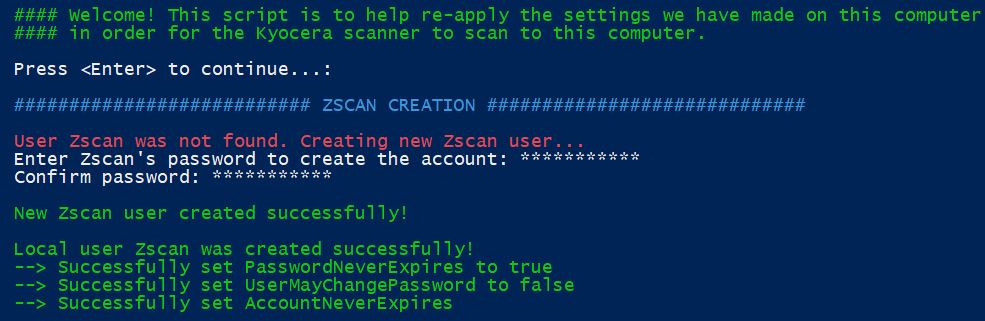 #### Welcome! This script is to help re-apply the settings we have made on this computer
#### in order for the Kyocera scanner to scan to this computer.
Press <Enter> to continue...:
########################### ZSCAN CREATION #############################
User Zscan was not found. Creating new Zscan user...
Enter Zscan's password to create the account: ***********
Confirm password: ***********
New Zscan user created successfully!
Local user Zscan was created successfully!
--> Successfully set PasswordNeverExpires to true
--> Successfully set UserMayChangePassword to false
--> Successfully set AccountNeverExpires